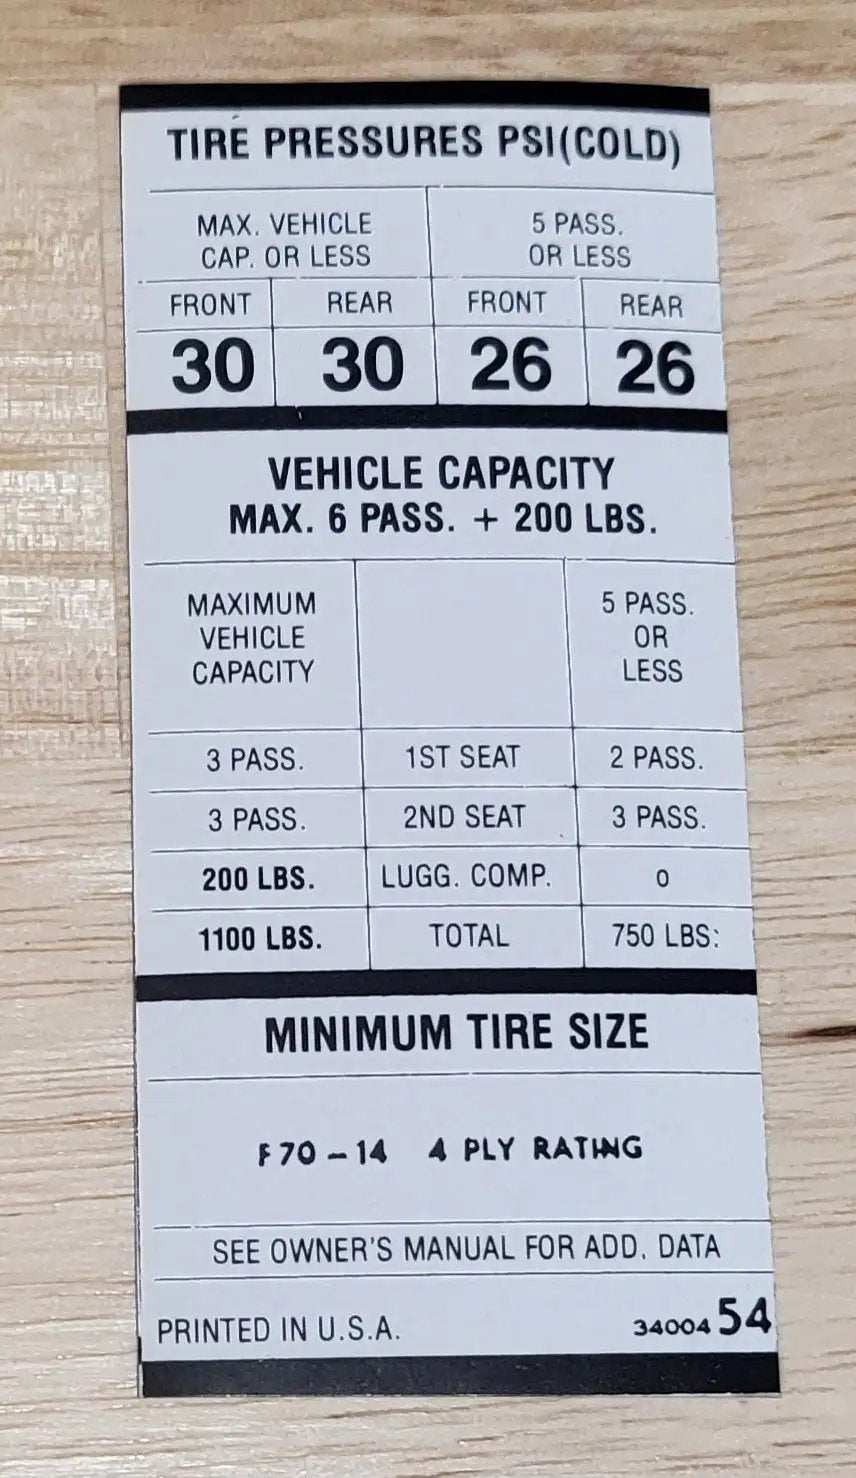 TIRE PRESSURES PSI(COLD)
MAX. VEHICLE
CAP. OR LESS
5 PASS.
OR LESS
FRONT REAR FRONT REAR
30 30 26 26
VEHICLE CAPACITY
MAX. 6 PASS. + 200 LBS.
MAXIMUM
VEHICLE
CAPACITY
5 PASS.
OR
LESS
3 PASS. 1ST SEAT 2 PASS.
3 PASS. 2ND SEAT 3 PASS.
200 LBS. LUGG. COMP. 0
1100 LBS. TOTAL 750 LBS:
MINIMUM TIRE SIZE
F70-14 4 PLY RATING
SEE OWNER'S MANUAL FOR ADD. DATA
PRINTED IN U.S.A. 3400454